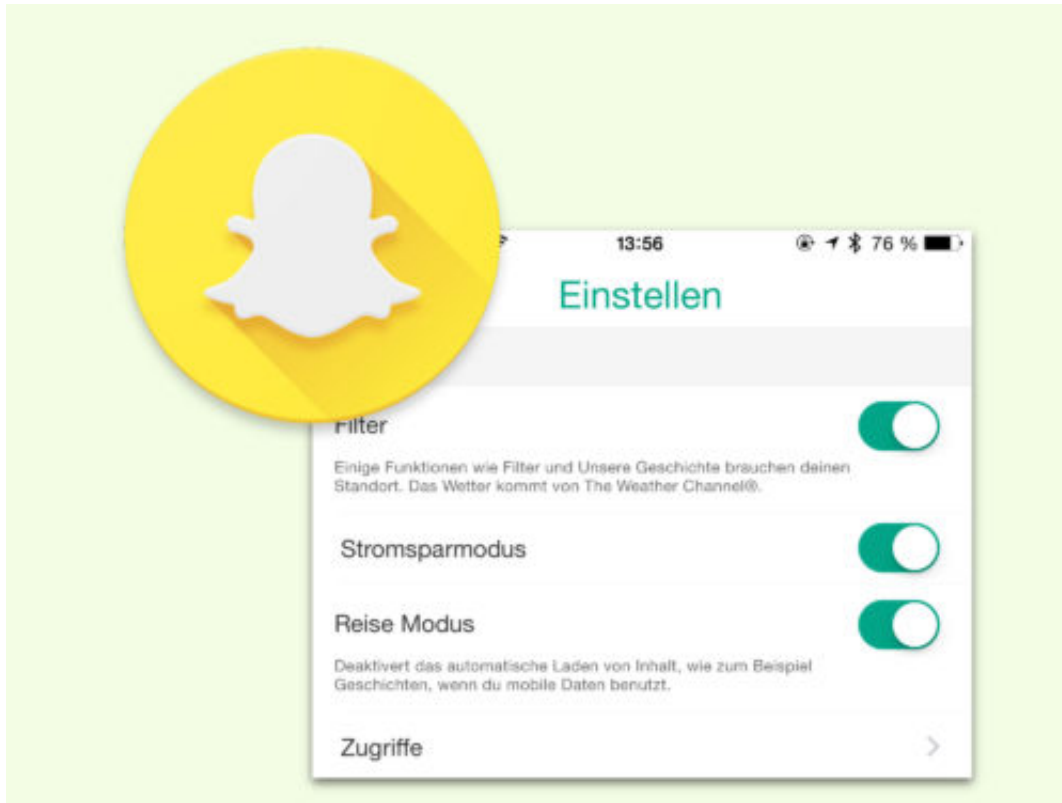 13:56 76 %
Einstellen
Filter
Einige Funktionen wie Filter und Unsere Geschichte brauchen deinen
Standort. Das Wetter kommt von The Weather Channel®.
Stromsparmodus
Reise Modus
Deaktivert das automatische Laden von Inhalt, wie zum Beispiel
Geschichten, wenn du mobile Daten benutzt.
Zugriffe